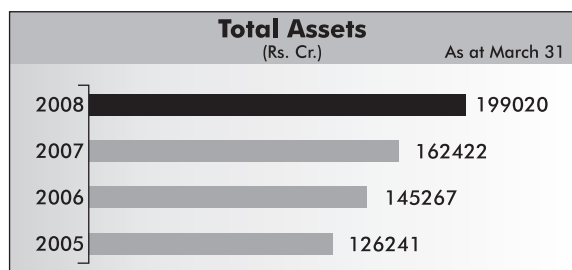 Total Assets
(Rs. Cr.) As at March 31
2008 199020
2007 162422
2006 145267
2005 126241